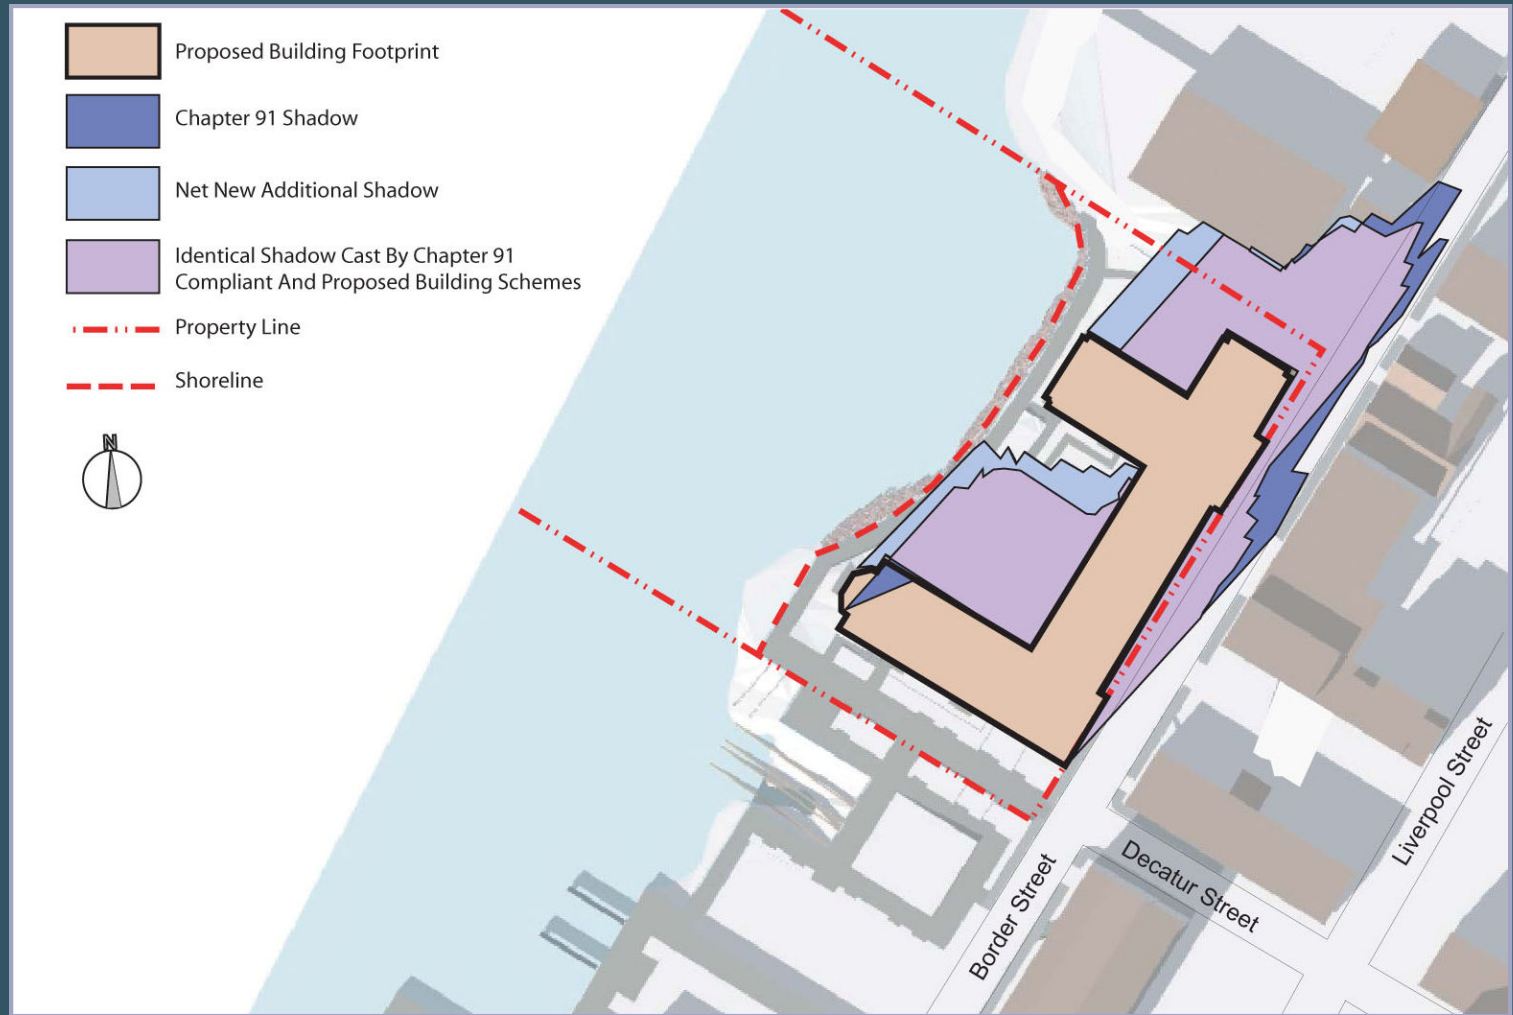 Proposed Building Footprint
Chapter 91 Shadow
Net New Additional Shadow
Identical Shadow Cast By Chapter 91
Compliant And Proposed Building Schemes
Property Line
Shoreline
N
Liverpool Street
Decatur Street
Border Street